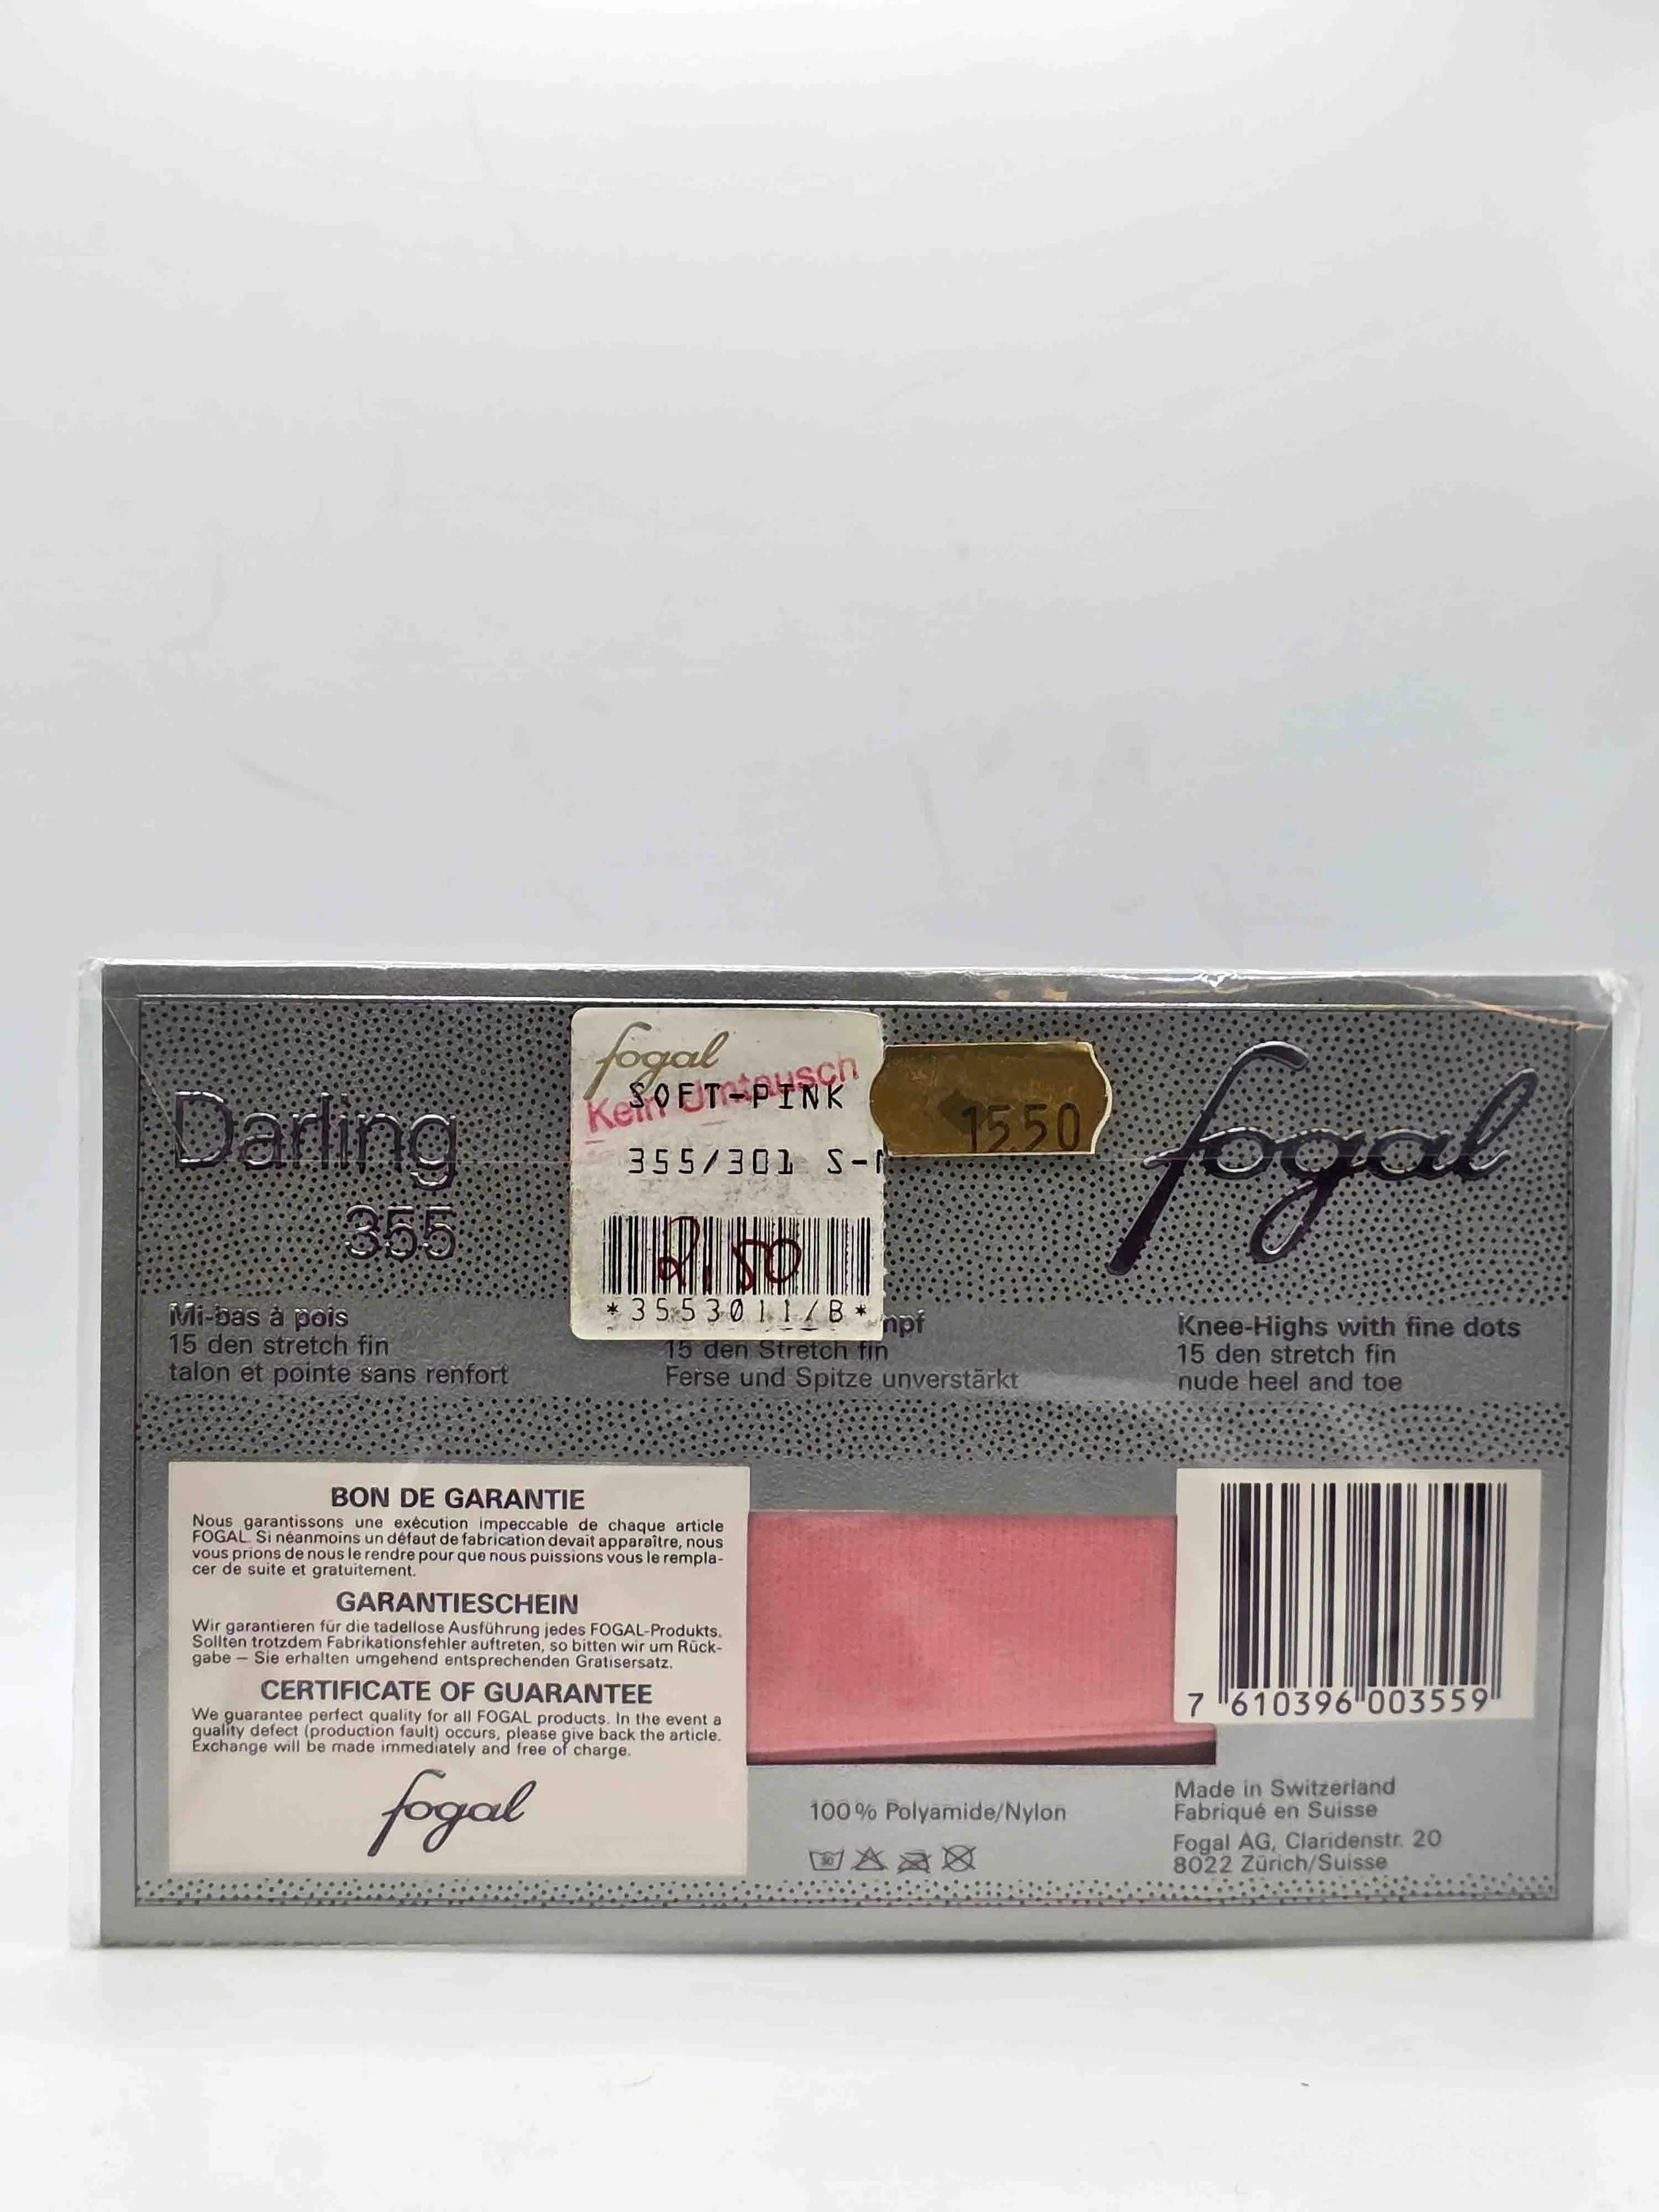 Darling
355
fogal
Kein Umtausch
SOFT-PINK
355/301 S-
2,50
*3553011/B*
15.50
fogal
Mi-bas à pois
15 den stretch fin
talon et pointe sans renfort
15 den Stretch fin
Ferse und Spitze unverstärkt
Knee-Highs with fine dots
15 den stretch fin
nude heel and toe
BON DE GARANTIE
Nous garantissons une exécution impeccable de chaque article
FOGAL. Si néanmoins un défaut de fabrication devait apparaître, nous
vous prions de nous le rendre pour que nous puissions vous le rempla-
cer de suite et gratuitement.
GARANTIESCHEIN
Wir garantieren für die tadellose Ausführung jedes FOGAL-Produkts.
Sollten trotzdem Fabrikationsfehler auftreten, so bitten wir um Rück-
gabe – Sie erhalten umgehend entsprechenden Gratisersatz.
CERTIFICATE OF GUARANTEE
We guarantee perfect quality for all FOGAL products. In the event a
quality defect (production fault) occurs, please give back the article.
Exchange will be made immediately and free of charge.
fogal
7 610396 003559
100% Polyamide/Nylon
30
Made in Switzerland
Fabriqué en Suisse
Fogal AG, Claridenstr. 20
8022 Zürich/Suisse